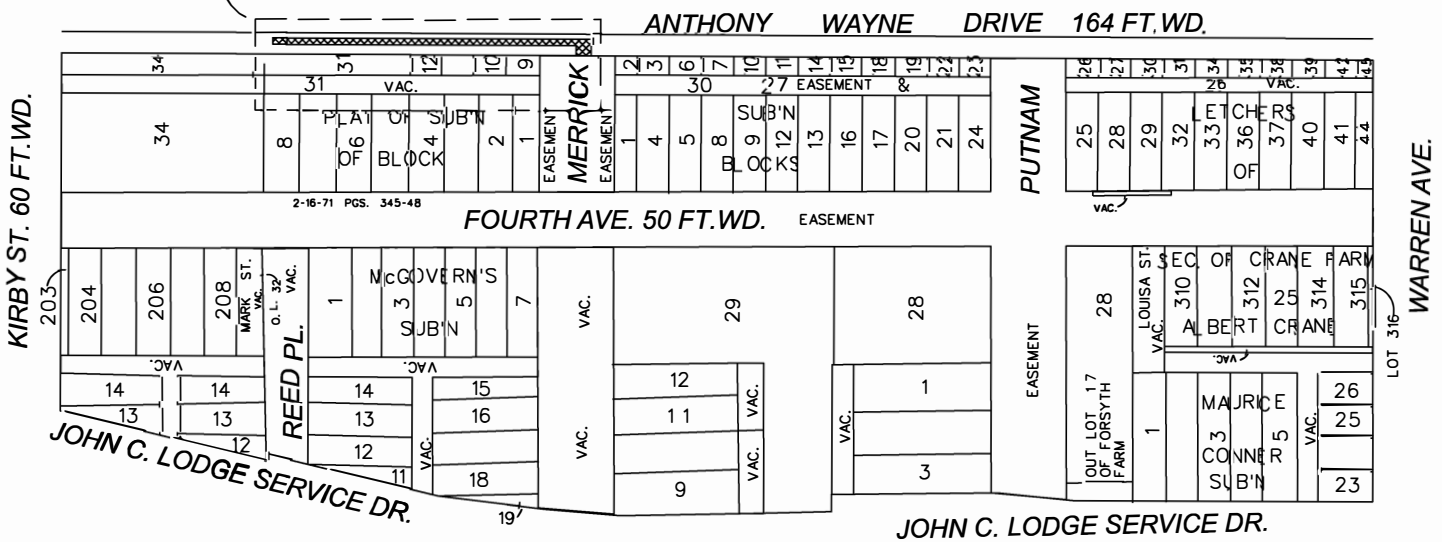 ANTHONY WAYNE DRIVE 164 FT.WD.
34 31 12 10 9 2 3 6 7 10 11 14 15 18 19 22 23 26 27 30 31 34 35 38 39 42
31 VAC. 30 27 EASEMENT & 26 VAC.
KIRBY ST. 60 FT.WD.
34 8 6 4 2 1
PLAT OF SUB'N
OF BLOCK
EASEMENT
MERRICK
EASEMENT
1 4 5 8 9 12 13 16 17 20 21 24
SUB'N
BLOCKS
PUTNAM
25 28 29 32 33 36 37 40 41 44
LETCHERS
OF
WARREN AVE.
2-16-71 PGS. 345-48
FOURTH AVE. 50 FT.WD. EASEMENT
VAC.
203
204
206
208
MARK ST.
VAC.
O. L. 32
VAC.
REED PL.
1 3 5 7
McGOVERN'S
SUB'N
VAC.
29
28
EASEMENT
28
LOUISA ST.
VAC.
SEC. OF CRANE FARM
310 312 25 314 315
ALBERT CRANE
LOT 316
VAC.
VAC.
VAC.
14
13
14
13
12
14
13
12
11
VAC.
15
16
18
19
VAC.
12
11
9
VAC.
VAC.
VAC.
1
3
OUT LOT 17
OF FORSYTH
FARM
1 3 5
MAURICE
CONNER
SUB'N
VAC.
26
25
23
JOHN C. LODGE SERVICE DR.
JOHN C. LODGE SERVICE DR.